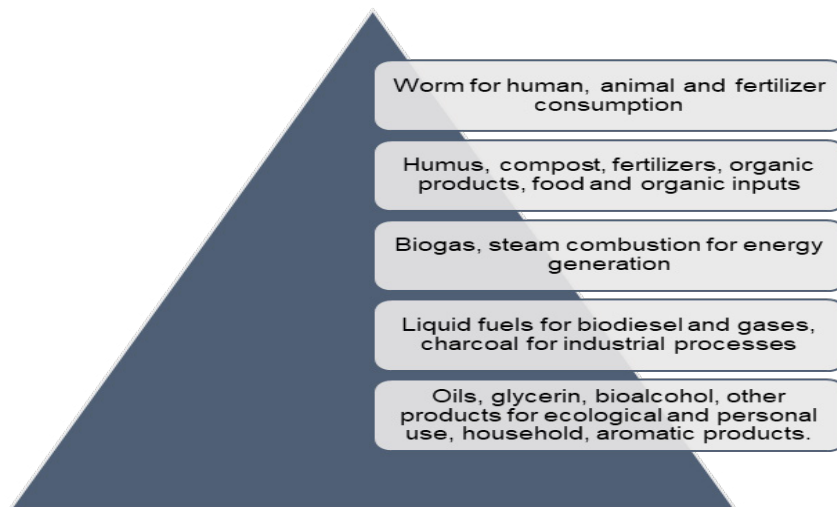 Worm for human, animal and fertilizer
consumption
Humus, compost, fertilizers, organic
products, food and organic inputs
Biogas, steam combustion for energy
generation
Liquid fuels for biodiesel and gases,
charcoal for industrial processes
Oils, glycerin, bioalcohol, other
products for ecological and personal
use, household, aromatic products.